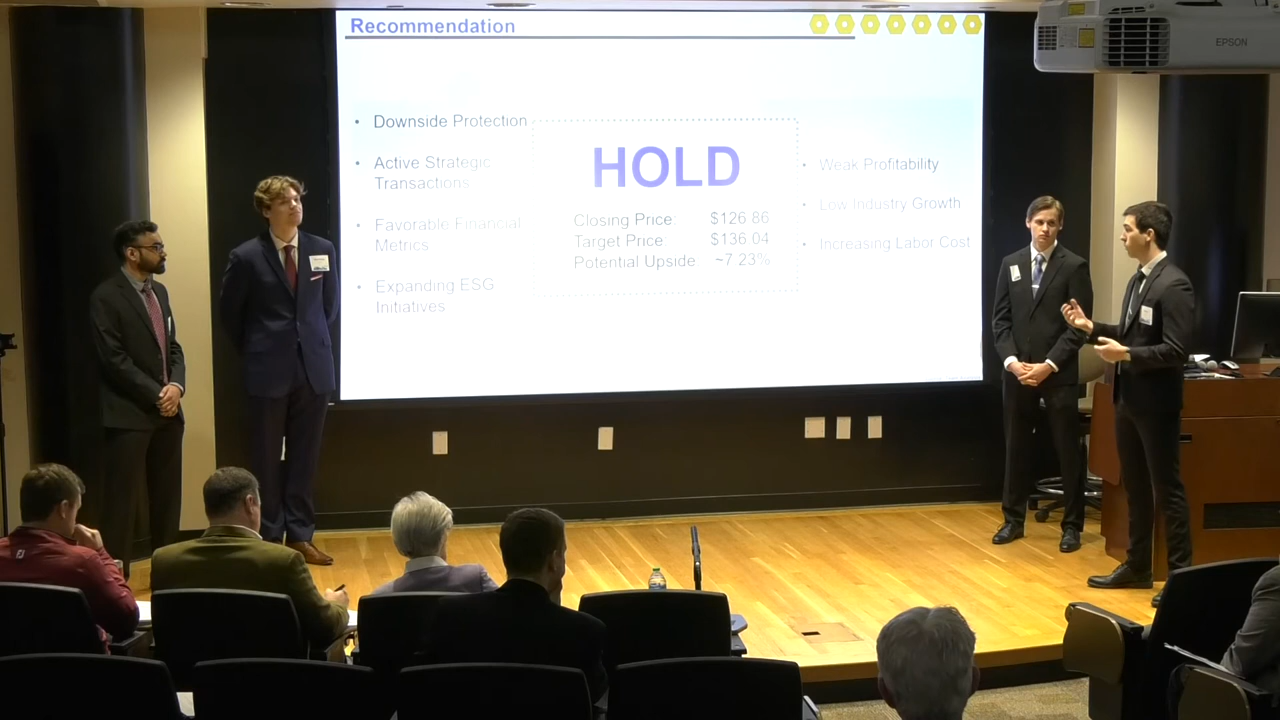 Recommendation
EPSON
• Downside Protection
• Active Strategic
Transactions
• Favorable Financial
Metrics
• Expanding ESG
Initiatives
HOLD
Closing Price: $126.86
Target Price $136.04
Potential Upside ~7.23%
• Weak Profitability
• Low Industry Growth
• Increasing Labor Cost